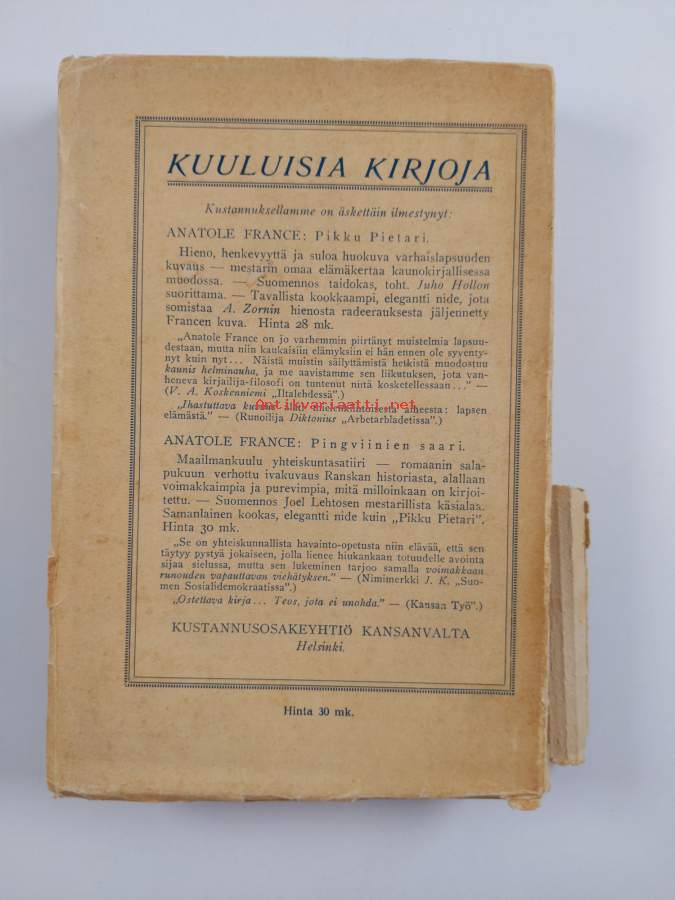 KUULUISIA KIRJOJA
Kustannuksellamme on äskettäin ilmestynyt:
ANATOLE FRANCE: Pikku Pietari.
Hieno, henkevyyttä ja suloa huokuva varhaislapsuuden
kuvaus — mestarin omaa elämäkertaa kaunokirjallisessa
muodossa. — Suomennos taidokas, toht. Juho Hollon
suorittama. — Tavallista kookkaampi, elegantti nide, jota
somistaa A. Zornin hienosta radeerauksesta jäljennetty
Francen kuva. Hinta 28 mk.
„Anatole France on jo varhemmin piirtänyt muistelmia lapsuu-
destaan, mutta niin kaukaisiin elämyksiin ei hän ennen ole syventy-
nyt kuin nyt... Näistä muistin säilyttämistä hetkistä muodostuu
kaunis helminauha, ja me aavistamme sen liikutuksen, jota van-
heneva kirjailija-filosofi on tuntenut niitä kosketellessaan...” —
(V. A. Koskenniemi „Iltalehdessä”.)
„Ihastuttava aiheesta: lapsen
elämästä.” — (Runoilija Diktonius „Arbetarbladetissa”.)
Antikvariaatti.net
ANATOLE FRANCE: Pingviinien saari.
Maailmankuulu yhteiskuntasatiiri — romaanin sala-
pukuun verhottu ivakuvaus Ranskan historiasta, alallaan
voimakkaimpia ja purevimpia, mitä milloinkaan on kirjoi-
tettu. — Suomennos Joel Lehtosen mestarillista käsialaa.
Samanlainen kookas, elegantti nide kuin „Pikku Pietari”.
Hinta 30 mk.
„Se on yhteiskunnallista havainto-opetusta niin elävää, että sen
täytyy pystyä jokaiseen, jolla lienee hiukankaan totuudelle avointa
sijaa sielussa, mutta sen lukeminen tarjoo samalla voimakkaan
runouden vapauttavan viehätyksen.” — (Nimimerkki J. K. „Suo-
men Sosialidemokraatissa”.)
„Ostettava kirja... Teos, jota ei unohda.” — (Kansan Työ”.)
KUSTANNUSOSAKEYHTIÖ KANSANVALTA
Helsinki.
Hinta 30 mk.